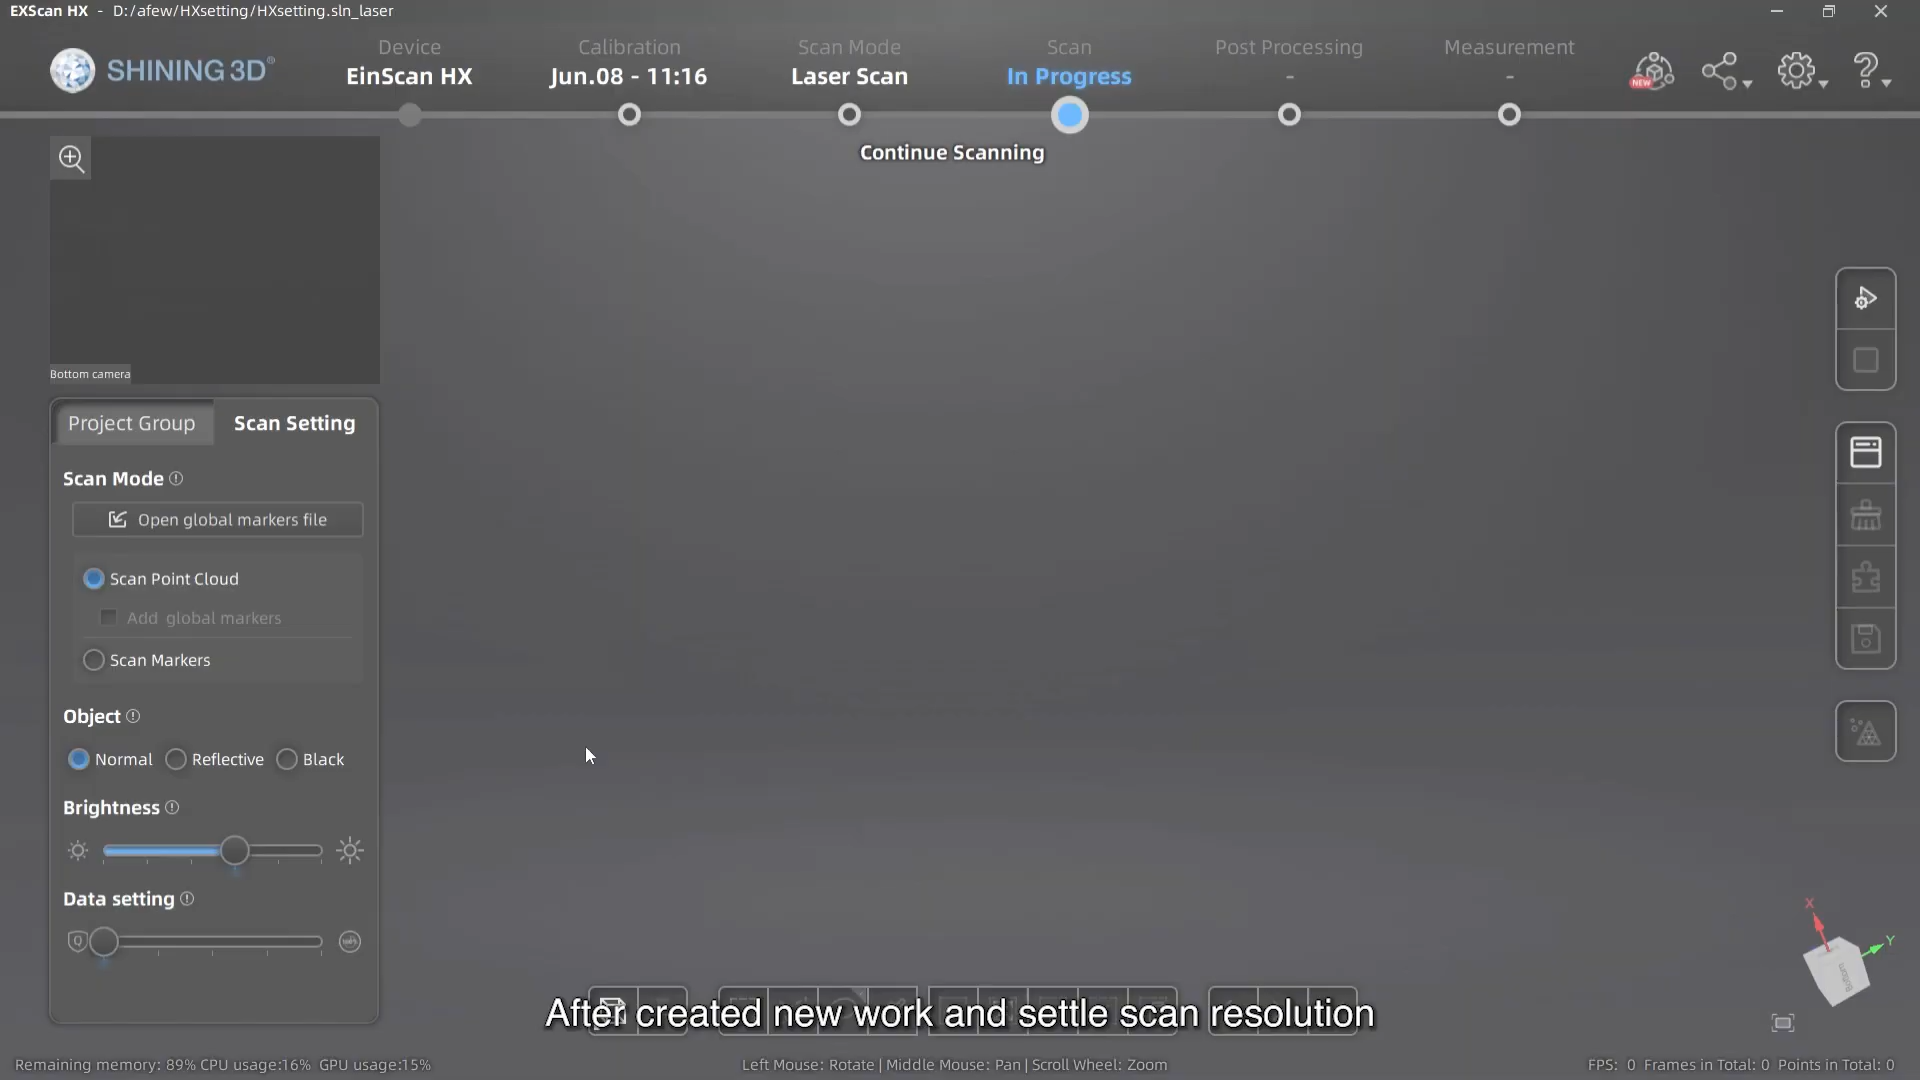 EXScan HX - D:/afew/HXsetting/HXsetting.sln_laser
SHINING 3D®
Device
EinScan HX
Calibration
Jun.08 - 11:16
Scan Mode
Laser Scan
Scan
In Progress
Post Processing
-
Measurement
-
NEW
Continue Scanning
Bottom camera
Project Group
Scan Setting
Scan Mode
Open global markers file
Scan Point Cloud
Add global markers
Scan Markers
Object
Normal
Reflective
Black
Brightness
Data setting
Q
X
Y
Bottom
After created new work and settle scan resolution
Remaining memory: 89% CPU usage:16% GPU usage:15%
Left Mouse: Rotate | Middle Mouse: Pan | Scroll Wheel: Zoom
FPS: 0 Frames in Total: 0 Points in Total: 0